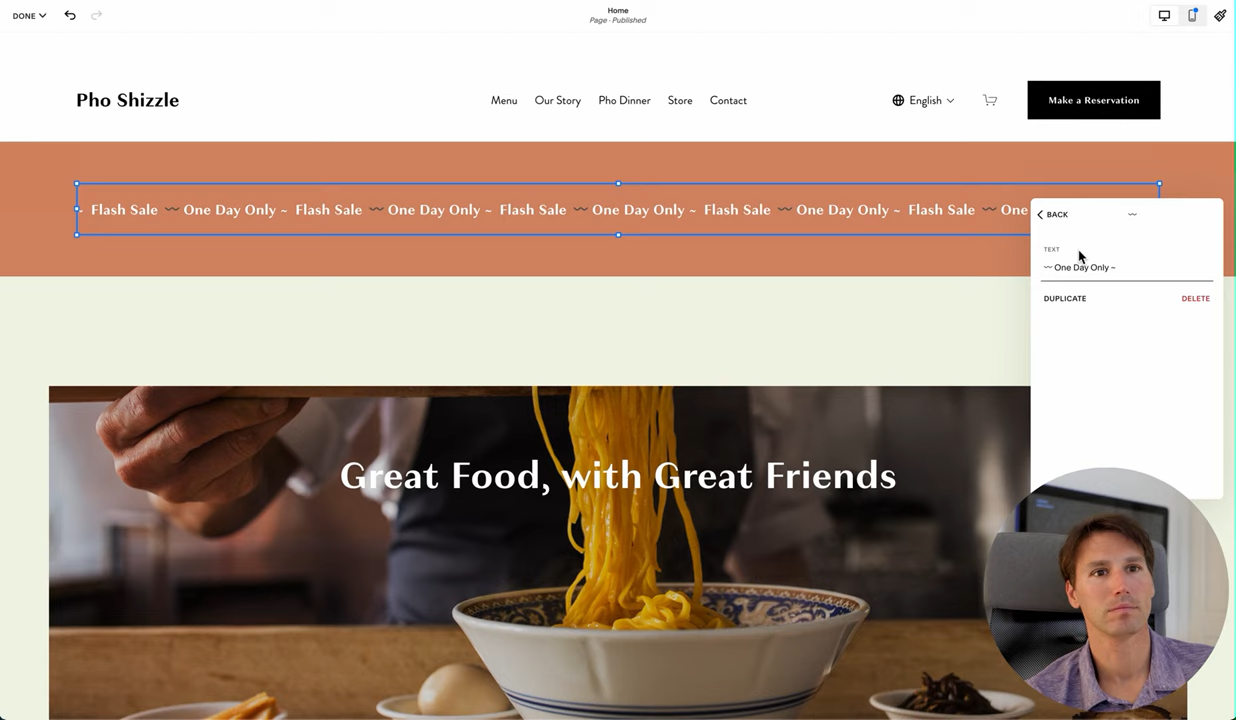 DONE
Home
Page · Published
Pho Shizzle
Menu Our Story Pho Dinner Store Contact
English
Make a Reservation
~ Flash Sale 〰 One Day Only ~ Flash Sale 〰 One Day Only ~ Flash Sale 〰 One Day Only ~ Flash Sale 〰 One Day Only ~ Flash Sale 〰 One
BACK
〰
TEXT
〰 One Day Only ~
DUPLICATE DELETE
Great Food, with Great Friends